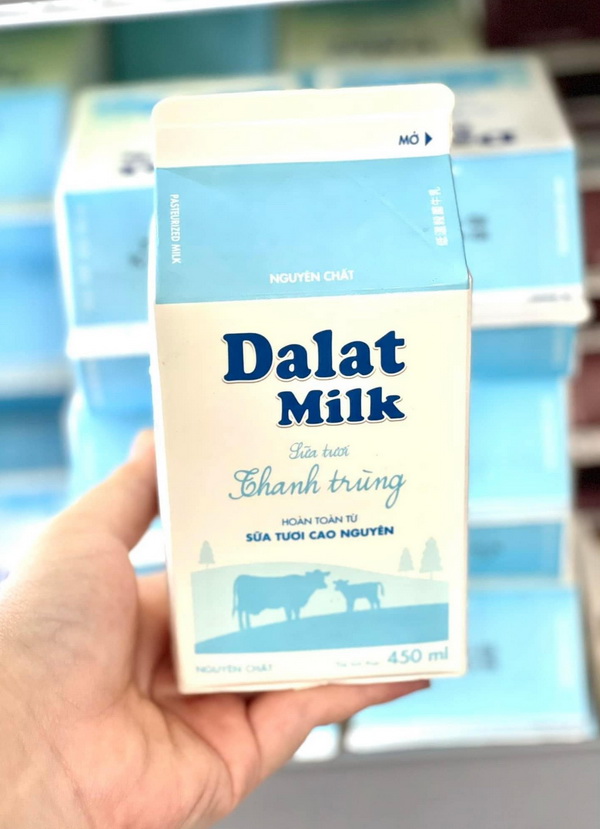 MỞ
PASTEURIZED MILK
NGUYÊN CHẤT
Dalat
Milk
Sữa tươi
Thanh trùng
HOÀN TOÀN TỪ
SỮA TƯƠI CAO NGUYÊN
NGUYÊN CHẤT
450 ml